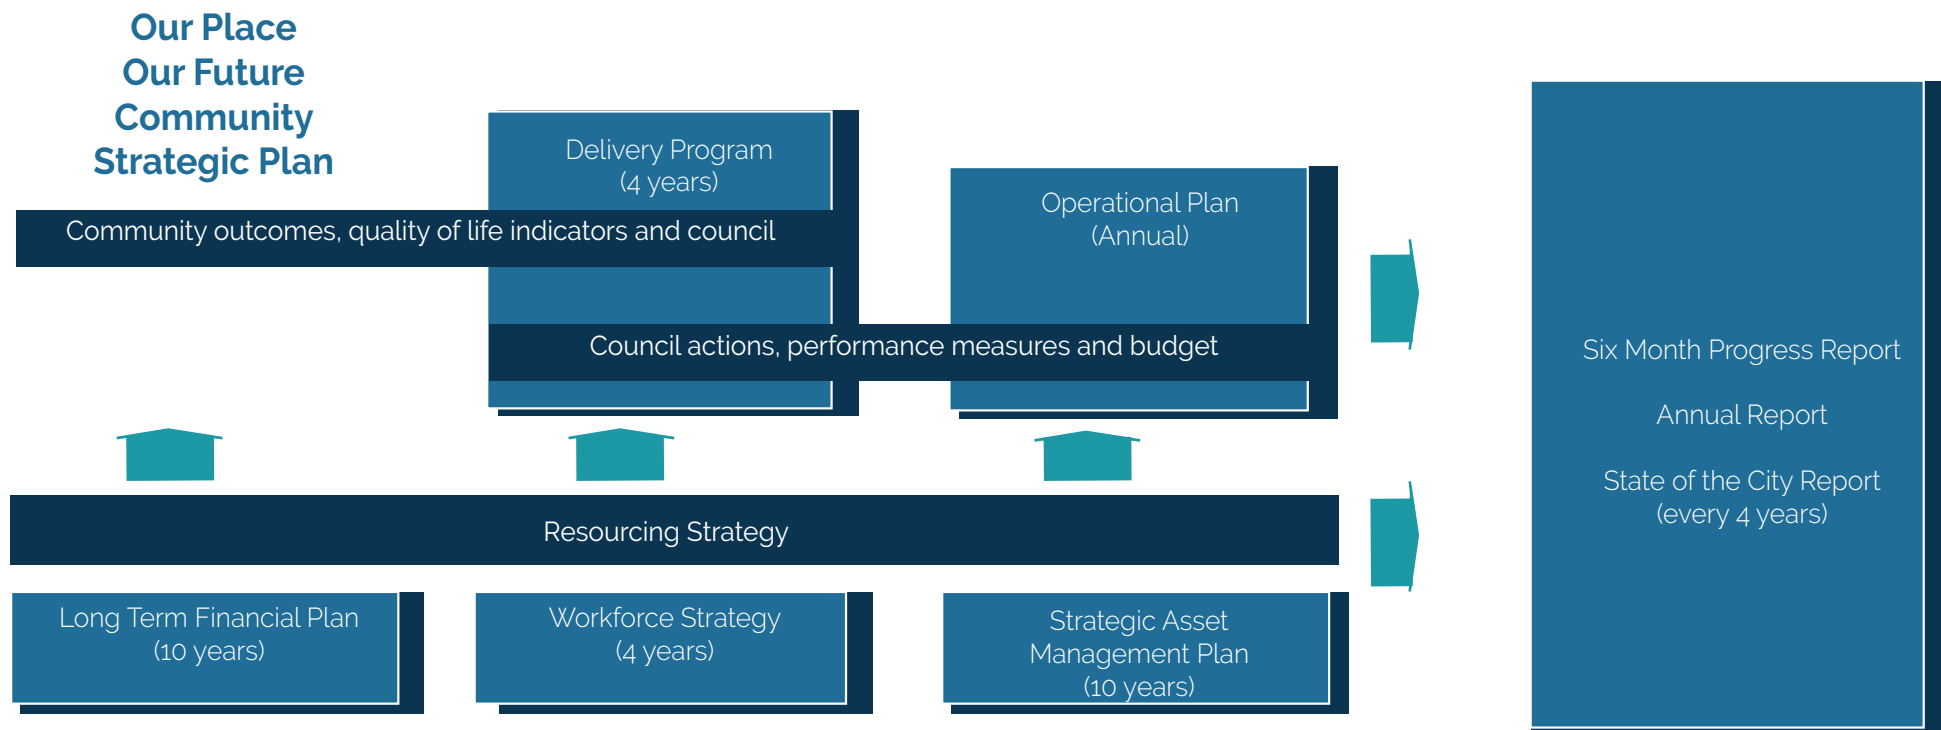 Our Place
Our Future
Community
Strategic Plan
Delivery Program
(4 years)
Community outcomes, quality of life indicators and council
Operational Plan
(Annual)
Council actions, performance measures and budget
Resourcing Strategy
Long Term Financial Plan
(10 years)
Workforce Strategy
(4 years)
Strategic Asset
Management Plan
(10 years)
Six Month Progress Report
Annual Report
State of the City Report
(every 4 years)